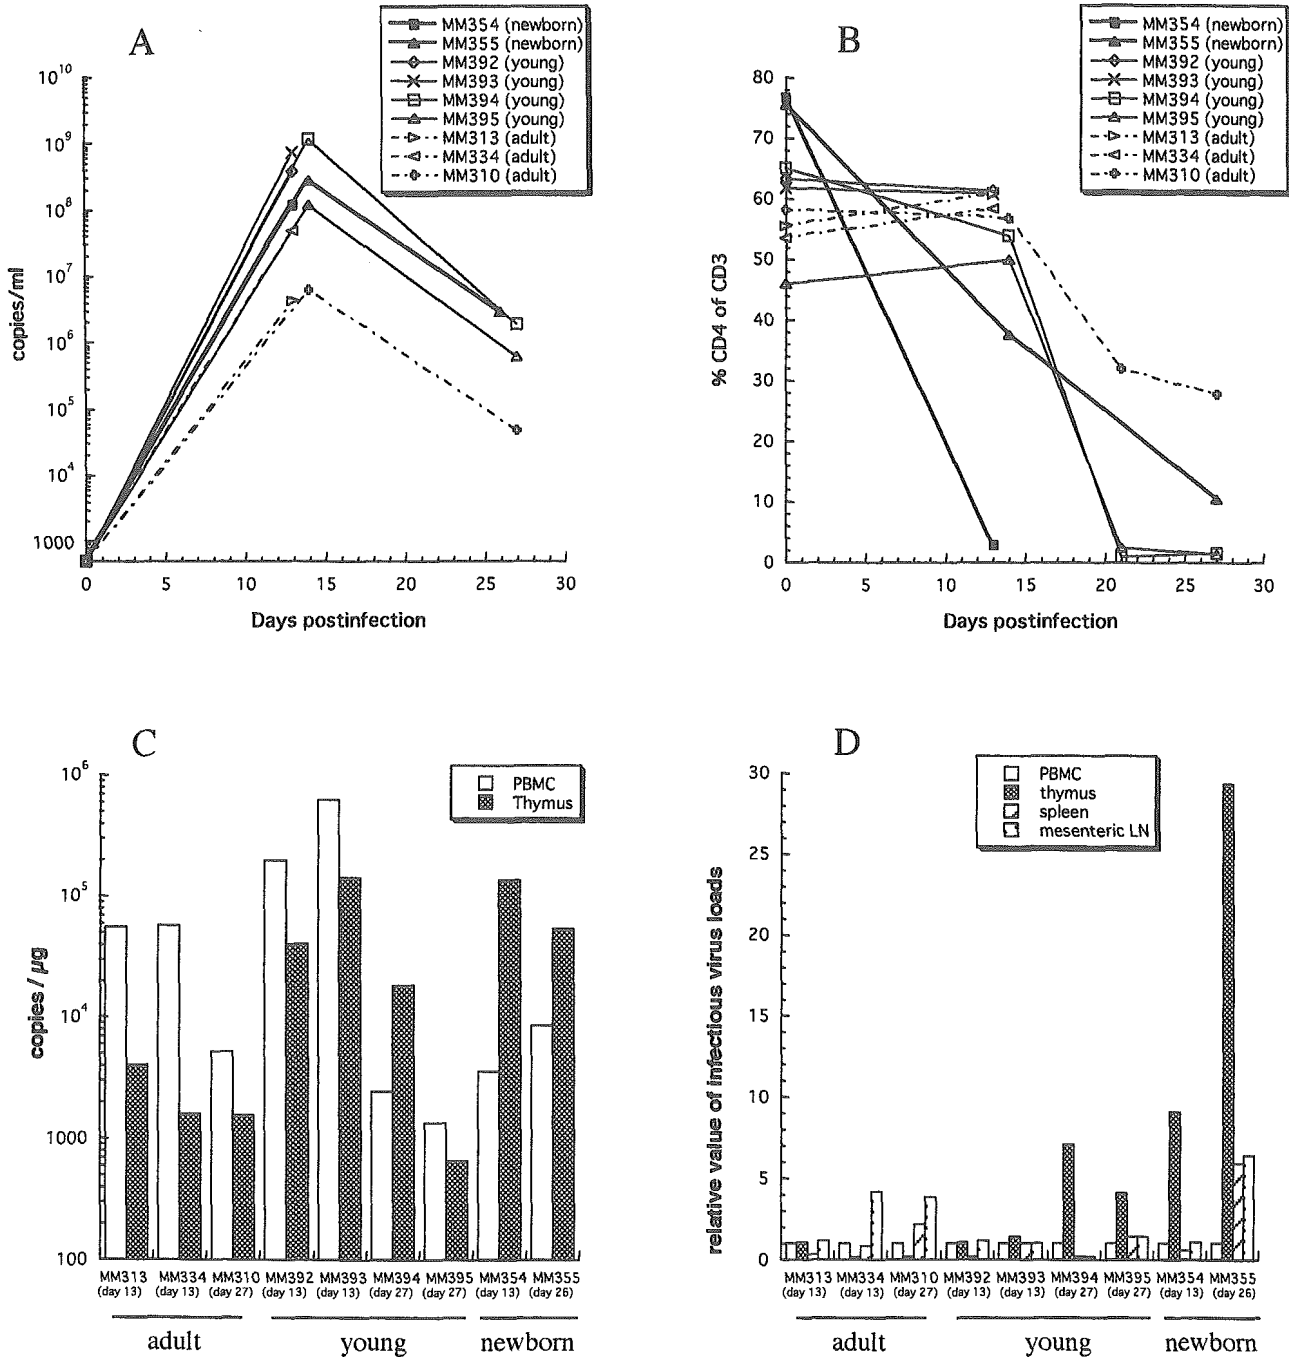 A
MM354 (newborn)
MM355 (newborn)
MM392 (young)
MM393 (young)
MM394 (young)
MM395 (young)
MM313 (adult)
MM334 (adult)
MM310 (adult)
10^10
10^9
10^8
10^7
10^6
10^5
10^4
1000
copies/ml
0 5 10 15 20 25 30
Days postinfection
B
MM354 (newborn)
MM355 (newborn)
MM392 (young)
MM393 (young)
MM394 (young)
MM395 (young)
MM313 (adult)
MM334 (adult)
MM310 (adult)
80
70
60
50
40
30
20
10
0
% CD4 of CD3
0 5 10 15 20 25 30
Days postinfection
C
PBMC
Thymus
10^6
10^5
10^4
1000
100
copies / µg
MM313 MM334 MM310 MM392 MM393 MM394 MM395 MM354 MM355
(day 13) (day 13) (day 27) (day 13) (day 13) (day 27) (day 27) (day 13) (day 26)
adult young newborn
D
PBMC
thymus
spleen
mesenteric LN
30
25
20
15
10
5
0
relative value of infectious virus loads
MM313 MM334 MM310 MM392 MM393 MM394 MM395 MM354 MM355
(day 13) (day 13) (day 27) (day 13) (day 13) (day 27) (day 27) (day 13) (day 26)
adult young newborn